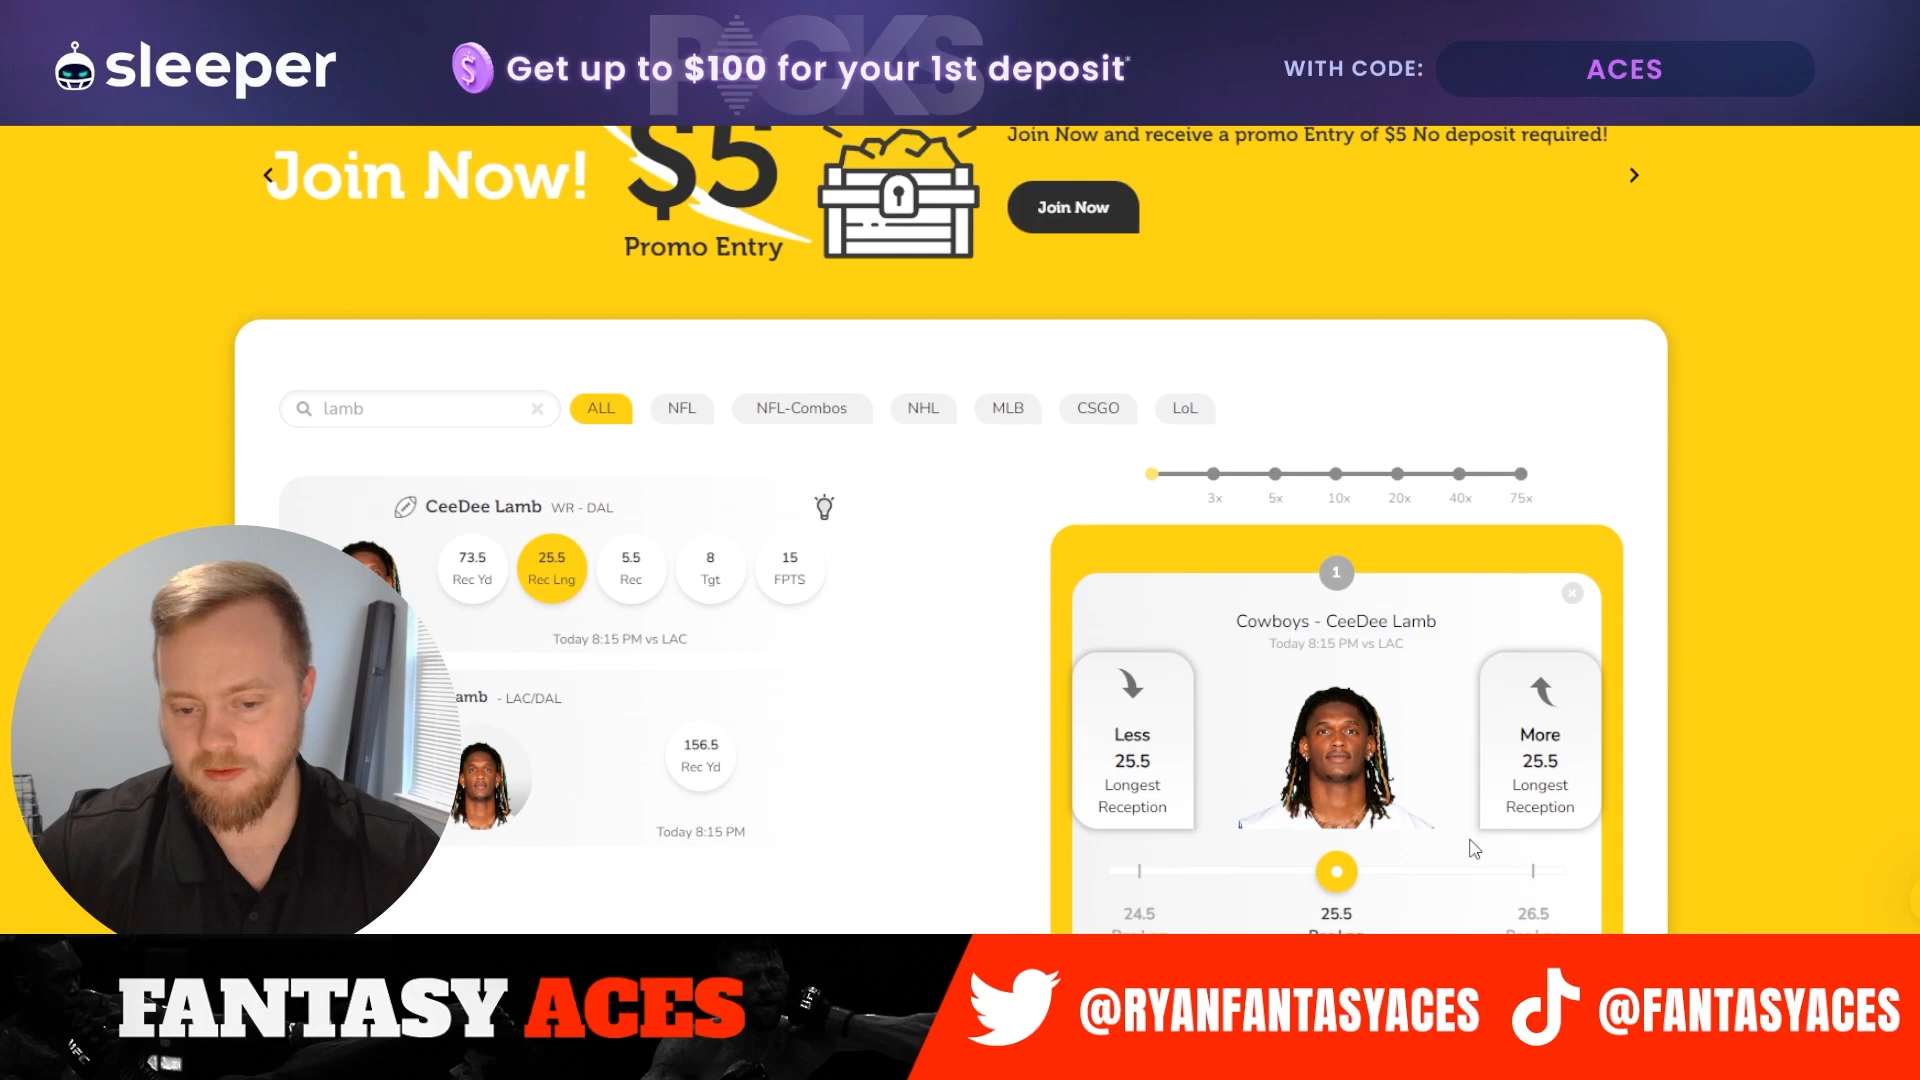 sleeper
PICKS
Get up to $100 for your 1st deposit*
WITH CODE:
ACES
Join Now!
$5
Promo Entry
Join Now and receive a promo Entry of $5 No deposit required!
Join Now
lamb
ALL
NFL
NFL-Combos
NHL
MLB
CSGO
LoL
3x
5x
10x
20x
40x
75x
CeeDee Lamb WR - DAL
73.5
Rec Yd
25.5
Rec Lng
5.5
Rec
8
Tgt
15
FPTS
Today 8:15 PM vs LAC
amb - LAC/DAL
156.5
Rec Yd
Today 8:15 PM
1
Cowboys - CeeDee Lamb
Today 8:15 PM vs LAC
Less
25.5
Longest
Reception
More
25.5
Longest
Reception
24.5
25.5
26.5
FANTASY ACES
UFC
@RYANFANTASYACES
@FANTASYACES